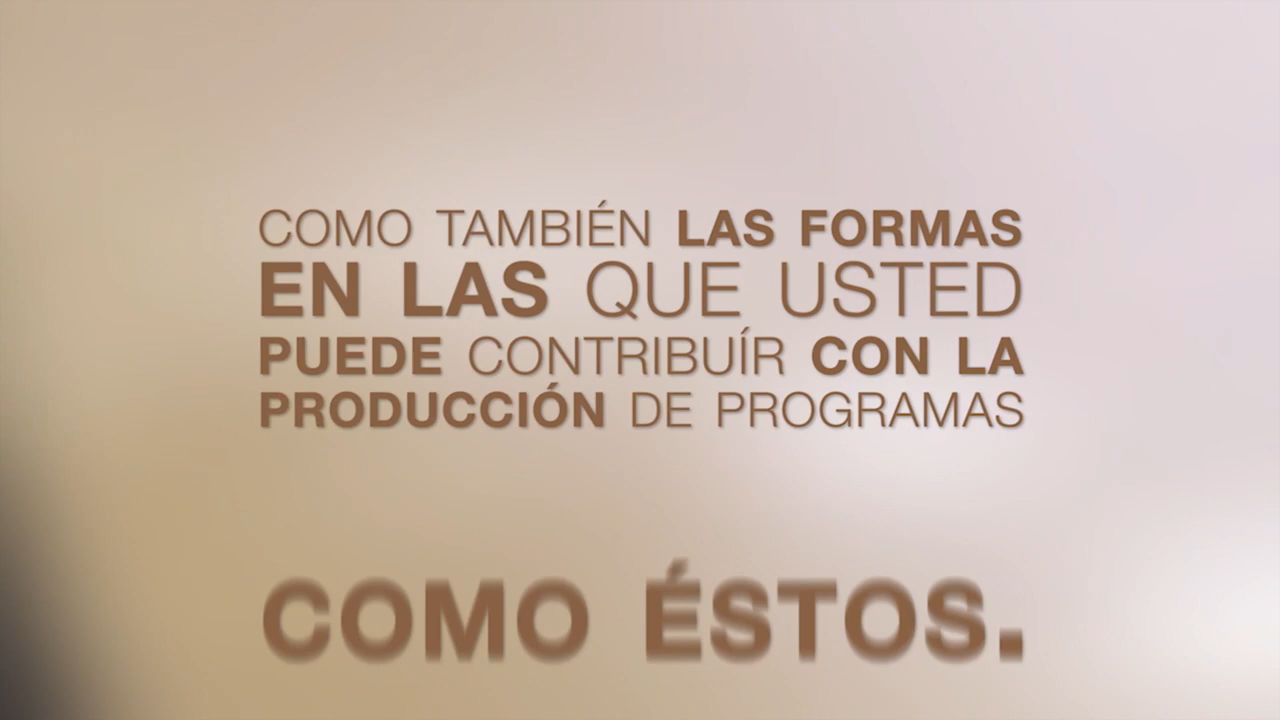 COMO TAMBIÉN LAS FORMAS
EN LAS QUE USTED
PUEDE CONTRIBUÍR CON LA
PRODUCCIÓN DE PROGRAMAS
COMO ÉSTOS.